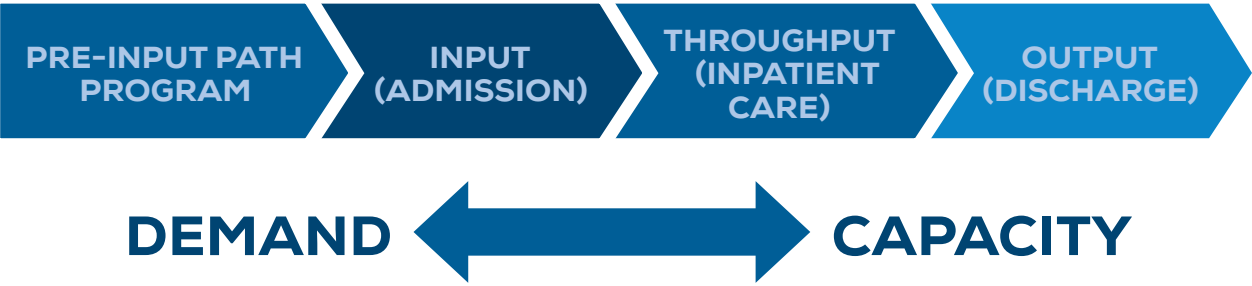 PRE-INPUT PATH
PROGRAM
INPUT
(ADMISSION)
THROUGHPUT
(INPATIENT
CARE)
OUTPUT
(DISCHARGE)
DEMAND
CAPACITY